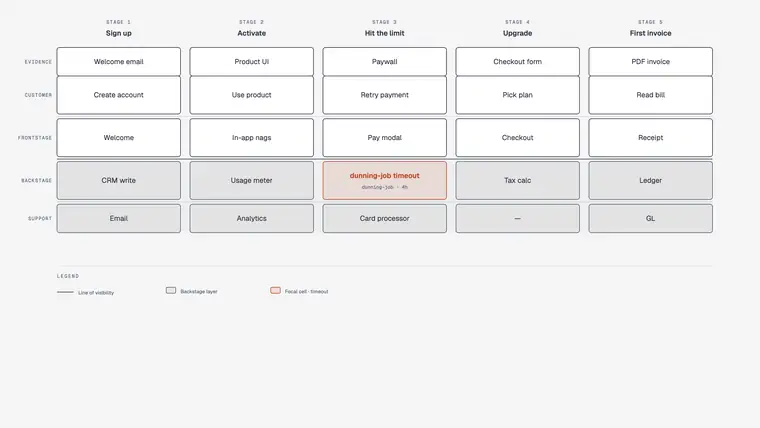 STAGE 1
Sign up
STAGE 2
Activate
STAGE 3
Hit the limit
STAGE 4
Upgrade
STAGE 5
First invoice
EVIDENCE
Welcome email
Product UI
Paywall
Checkout form
PDF invoice
CUSTOMER
Create account
Use product
Retry payment
Pick plan
Read bill
FRONTSTAGE
Welcome
In-app nags
Pay modal
Checkout
Receipt
BACKSTAGE
CRM write
Usage meter
dunning-job timeout
dunning-job · 4h
Tax calc
Ledger
SUPPORT
Email
Analytics
Card processor
—
GL
LEGEND
Line of visibility
Backstage layer
Focal cell · timeout